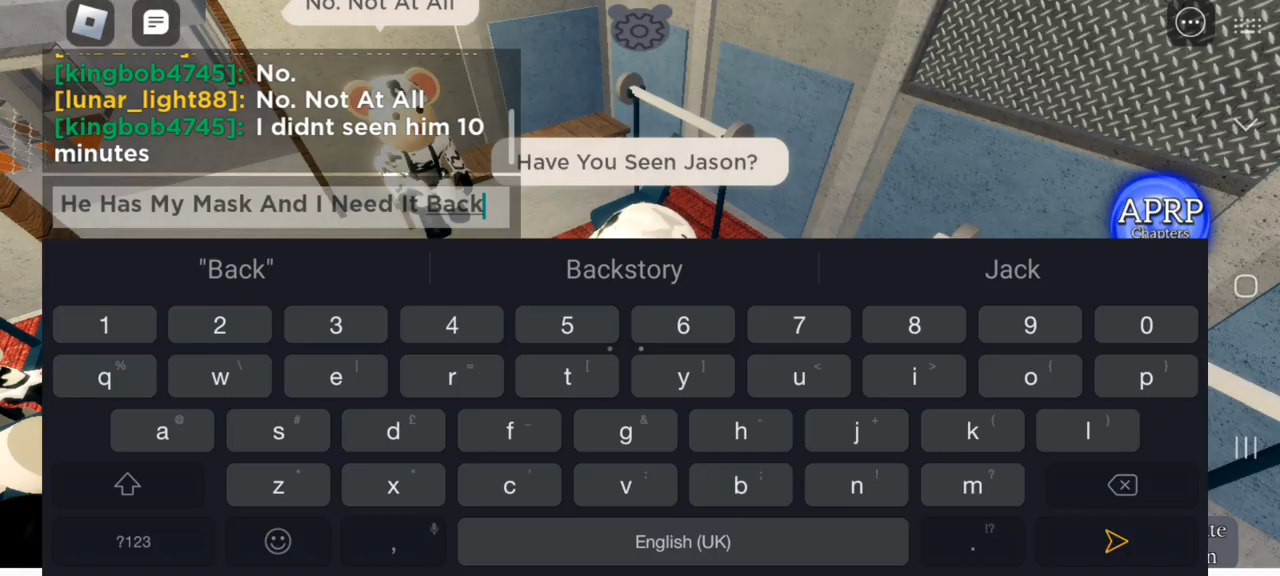 No. Not At All
[kingbob4745]: No.
[lunar_light88]: No. Not At All
[kingbob4745]: I didnt seen him 10
minutes
Have You Seen Jason?
He Has My Mask And I Need It Back
APRP
Chapters
"Back" Backstory Jack
1 2 3 4 5 6 7 8 9 0
q % w \ e | r = t [ y ] u < i > o { p }
a @ s # d £ f _ g & h - j + k ( l )
z x c v b n m
?123 , English (UK) . !?